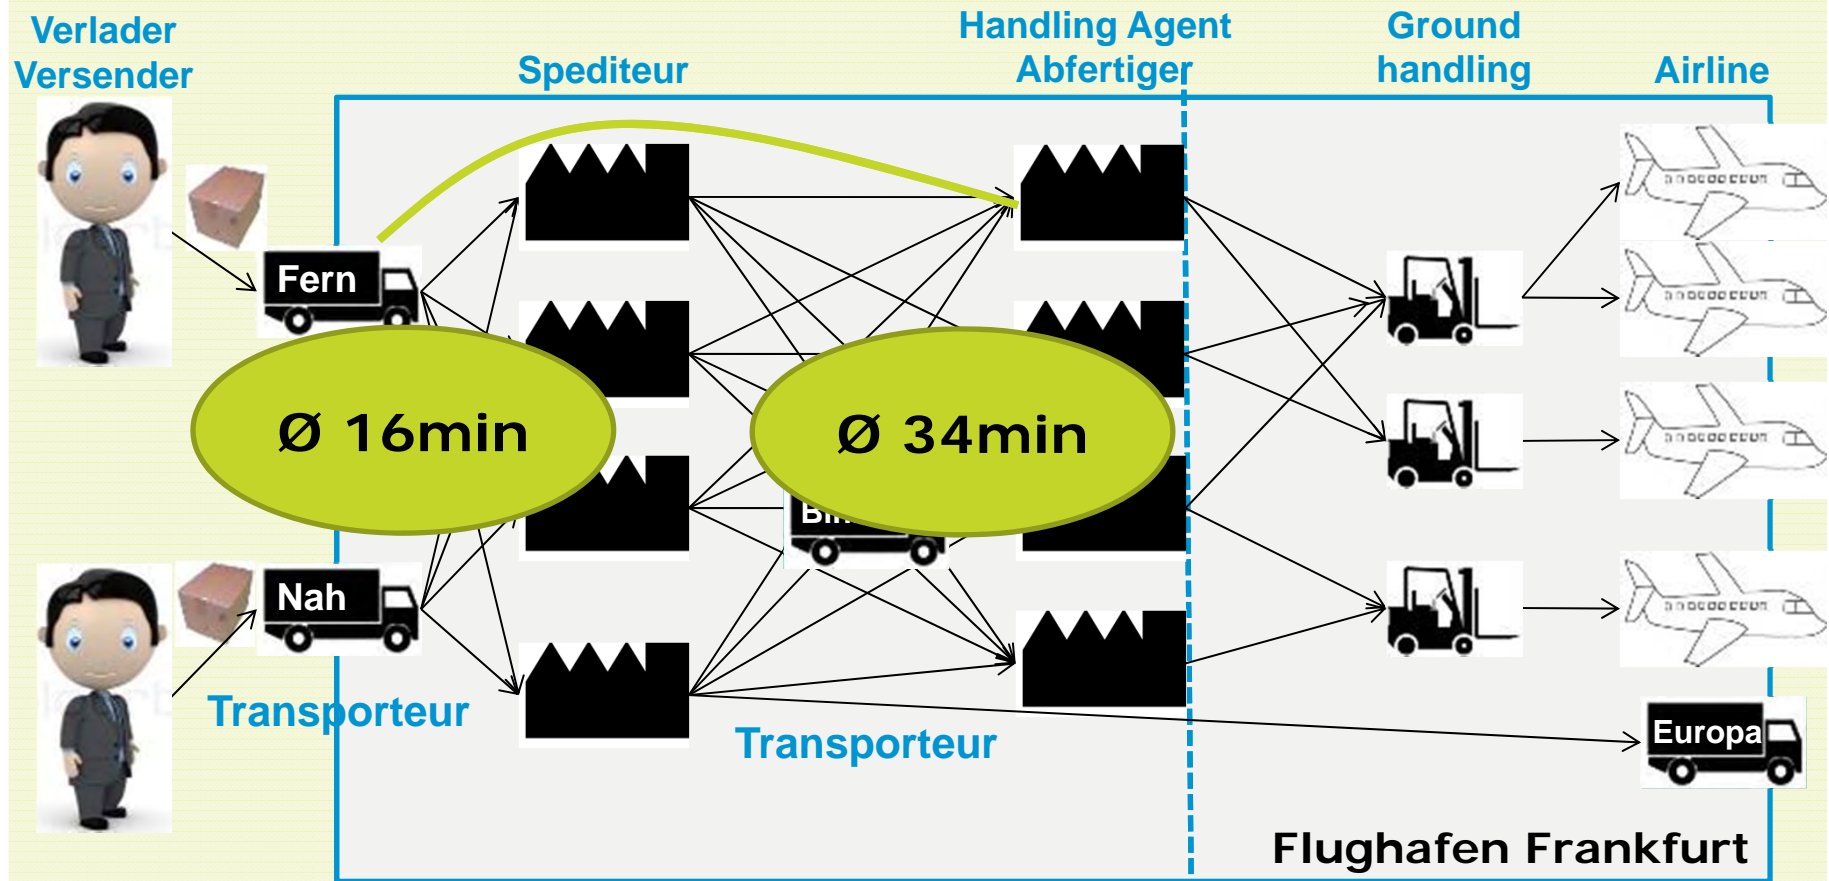 Verlader
Versender
Spediteur
Handling Agent
Abfertiger
Ground
handling
Airline
Fern
Ø 16min
Ø 34min
Nah
Transporteur
Transporteur
Europa
Flughafen Frankfurt